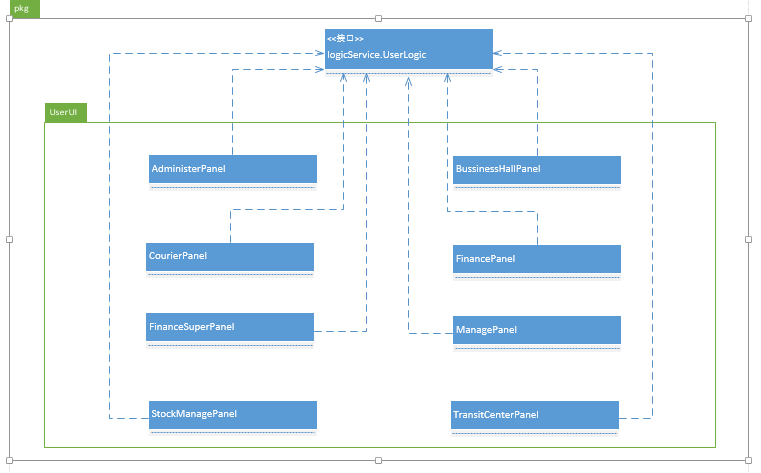 pkg
<<接口>>
logicService.UserLogic
UserUI
AdministerPanel
BussinessHallPanel
CourierPanel
FinancePanel
FinanceSuperPanel
ManagePanel
StockManagePanel
TransitCenterPanel